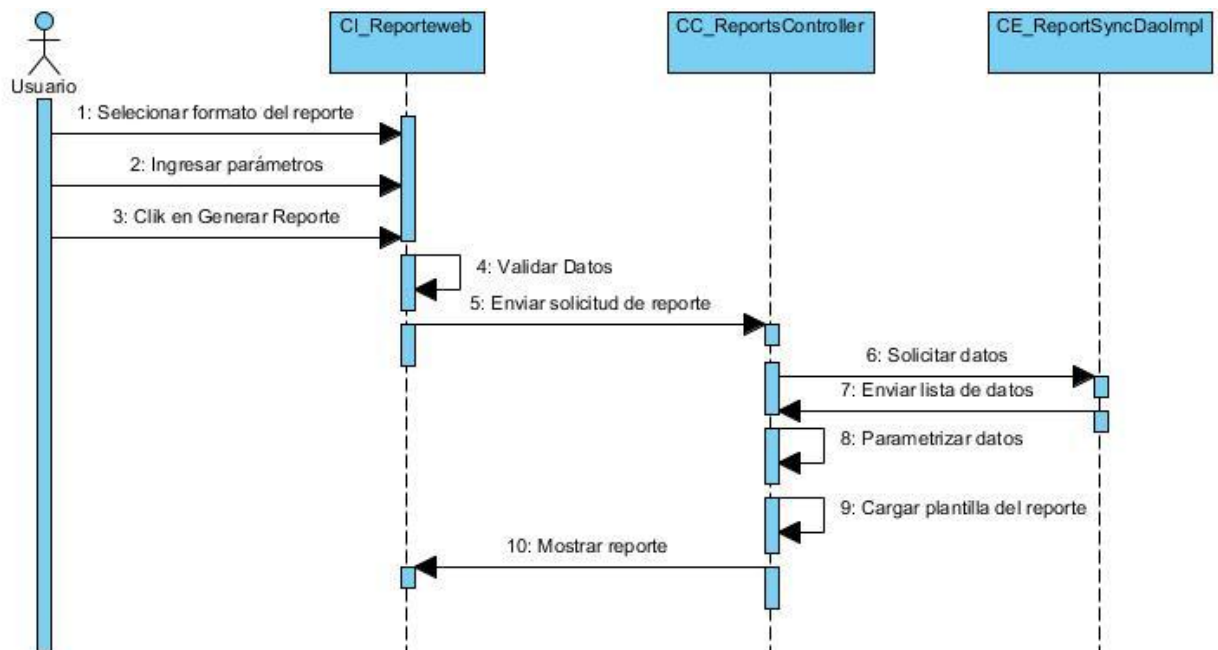 CI_Reporteweb
CC_ReportsController
CE_ReportSyncDaoImpl
Usuario
1: Selecionar formato del reporte
2: Ingresar parámetros
3: Clik en Generar Reporte
4: Validar Datos
5: Enviar solicitud de reporte
6: Solicitar datos
7: Enviar lista de datos
8: Parametrizar datos
9: Cargar plantilla del reporte
10: Mostrar reporte